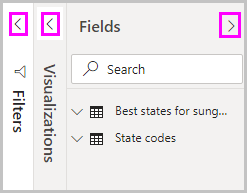 Filters
Visualizations
Fields
Search
Best states for sung...
State codes